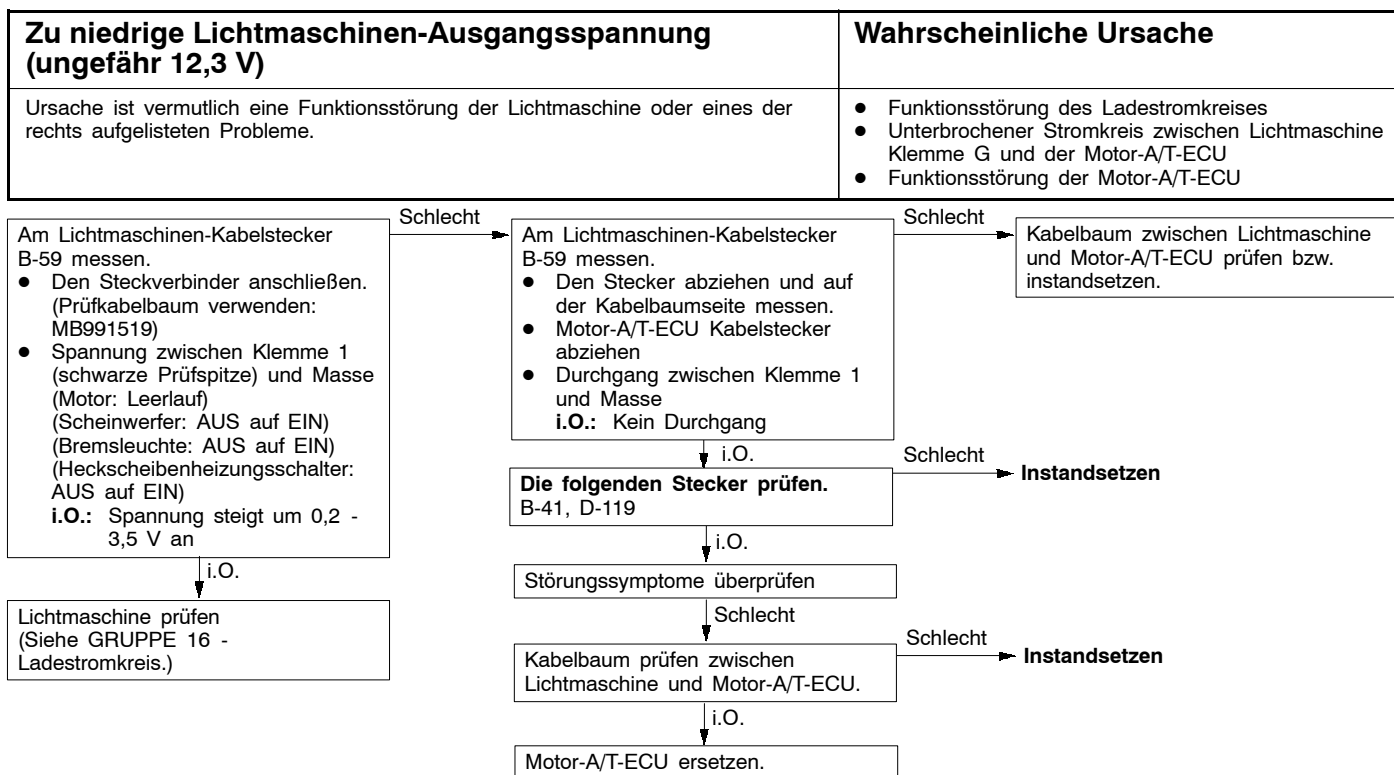 Zu niedrige Lichtmaschinen-Ausgangsspannung
(ungefähr 12,3 V)
Wahrscheinliche Ursache
Ursache ist vermutlich eine Funktionsstörung der Lichtmaschine oder eines der
rechts aufgelisteten Probleme.
● Funktionsstörung des Ladestromkreises
● Unterbrochener Stromkreis zwischen Lichtmaschine
Klemme G und der Motor-A/T-ECU
● Funktionsstörung der Motor-A/T-ECU
Am Lichtmaschinen-Kabelstecker
B-59 messen.
● Den Steckverbinder anschließen.
(Prüfkabelbaum verwenden:
MB991519)
● Spannung zwischen Klemme 1
(schwarze Prüfspitze) und Masse
(Motor: Leerlauf)
(Scheinwerfer: AUS auf EIN)
(Bremsleuchte: AUS auf EIN)
(Heckscheibenheizungsschalter:
AUS auf EIN)
i.O.: Spannung steigt um 0,2 -
3,5 V an
i.O.
Lichtmaschine prüfen
(Siehe GRUPPE 16 -
Ladestromkreis.)
Schlecht
Am Lichtmaschinen-Kabelstecker
B-59 messen.
● Den Stecker abziehen und auf
der Kabelbaumseite messen.
● Motor-A/T-ECU Kabelstecker
abziehen
● Durchgang zwischen Klemme 1
und Masse
i.O.: Kein Durchgang
Schlecht
Kabelbaum zwischen Lichtmaschine
und Motor-A/T-ECU prüfen bzw.
instandsetzen.
i.O.
Die folgenden Stecker prüfen.
B-41, D-119
Schlecht
Instandsetzen
i.O.
Störungssymptome überprüfen
Schlecht
Kabelbaum prüfen zwischen
Lichtmaschine und Motor-A/T-ECU.
Schlecht
Instandsetzen
i.O.
Motor-A/T-ECU ersetzen.